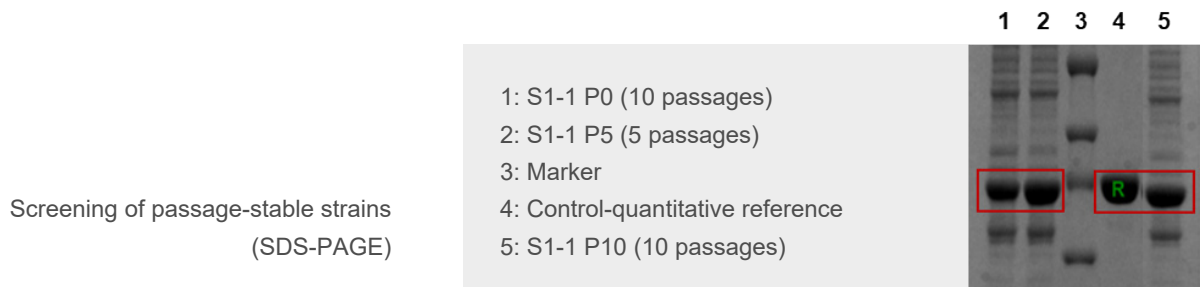 1 2 3 4 5
1: S1-1 P0 (10 passages)
2: S1-1 P5 (5 passages)
3: Marker
4: Control-quantitative reference
5: S1-1 P10 (10 passages)
Screening of passage-stable strains
(SDS-PAGE)
R